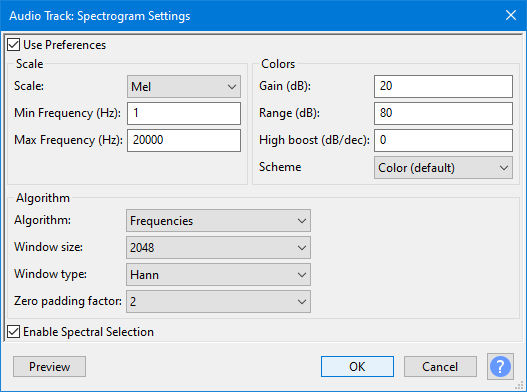 Audio Track: Spectrogram Settings
Use Preferences
Scale
Scale: Mel
Min Frequency (Hz): 1
Max Frequency (Hz): 20000
Colors
Gain (dB): 20
Range (dB): 80
High boost (dB/dec): 0
Scheme Color (default)
Algorithm
Algorithm: Frequencies
Window size: 2048
Window type: Hann
Zero padding factor: 2
Enable Spectral Selection
Preview OK Cancel ?